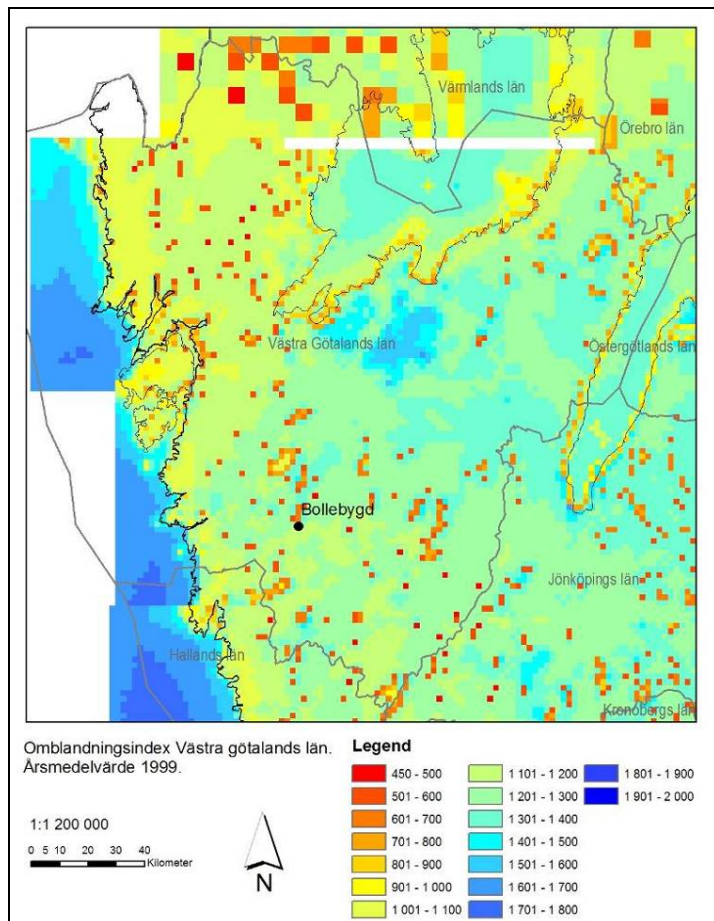 Värmlands län
Örebro län
Västra Götalands län
Östergötlands län
Bollebygd
Jönköpings län
Hallands län
Kronobergs län
Omblandningsindex Västra götalands län.
Årsmedelvärde 1999.
1:1 200 000
0 5 10 20 30 40
Kilometer
N
Legend
450 - 500
501 - 600
601 - 700
701 - 800
801 - 900
901 - 1 000
1 001 - 1 100
1 101 - 1 200
1 201 - 1 300
1 301 - 1 400
1 401 - 1 500
1 501 - 1 600
1 601 - 1 700
1 701 - 1 800
1 801 - 1 900
1 901 - 2 000